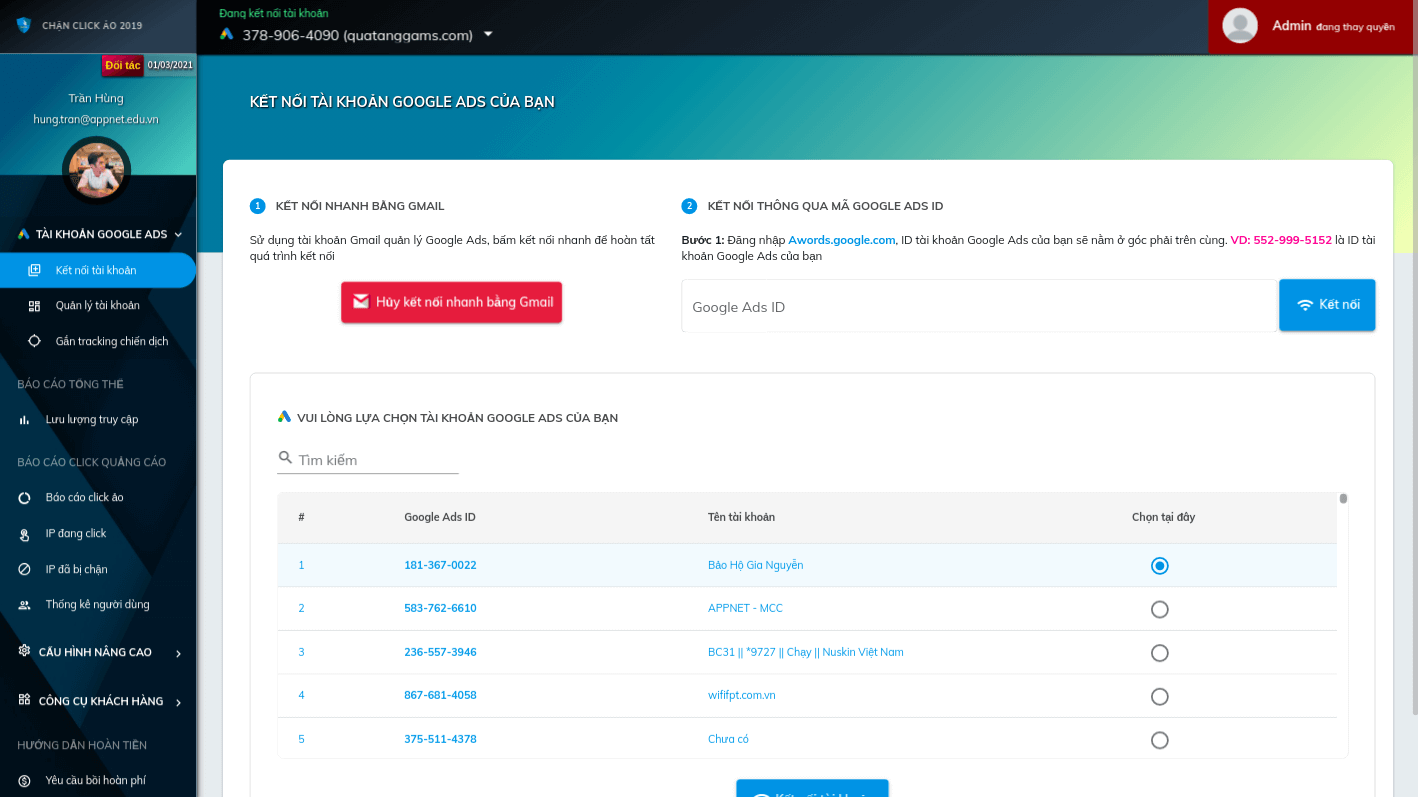 CHẶN CLICK ẢO 2019
Đang kết nối tài khoản
378-906-4090 (quatanggams.com)
Admin đang thay quyền
Đối tác 01/03/2021
Trần Hùng
hung.tran@appnet.edu.vn
TÀI KHOẢN GOOGLE ADS
Kết nối tài khoản
Quản lý tài khoản
Gắn tracking chiến dịch
BÁO CÁO TỔNG THỂ
Lưu lượng truy cập
BÁO CÁO CLICK QUẢNG CÁO
Báo cáo click ảo
IP đang click
IP đã bị chặn
Thống kê người dùng
CẤU HÌNH NÂNG CAO
CÔNG CỤ KHÁCH HÀNG
HƯỚNG DẪN HOÀN TIỀN
Yêu cầu bồi hoàn phí
KẾT NỐI TÀI KHOẢN GOOGLE ADS CỦA BẠN
1 KẾT NỐI NHANH BẰNG GMAIL
Sử dụng tài khoản Gmail quản lý Google Ads, bấm kết nối nhanh để hoàn tất
quá trình kết nối
Hủy kết nối nhanh bằng Gmail
2 KẾT NỐI THÔNG QUA MÃ GOOGLE ADS ID
Bước 1: Đăng nhập Awords.google.com, ID tài khoản Google Ads của bạn sẽ nằm ở góc phải trên cùng. VD: 552-999-5152 là ID tài
khoản Google Ads của bạn
Google Ads ID
Kết nối
VUI LÒNG LỰA CHỌN TÀI KHOẢN GOOGLE ADS CỦA BẠN
Tìm kiếm
# Google Ads ID Tên tài khoản Chọn tại đây
1 181-367-0022 Bảo Hộ Gia Nguyễn
2 583-762-6610 APPNET - MCC
3 236-557-3946 BC31 || *9727 || Chạy || Nuskin Việt Nam
4 867-681-4058 wififpt.com.vn
5 375-511-4378 Chưa có